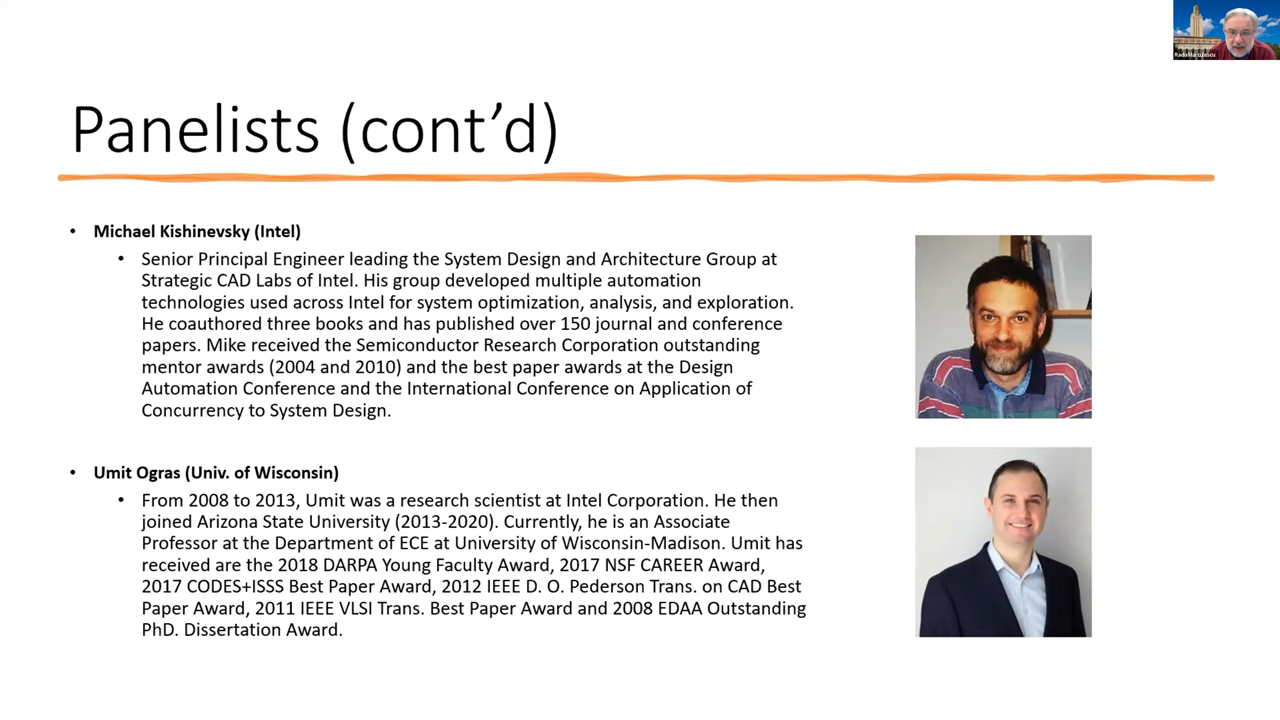 Radu Marculescu
Panelists (cont’d)
• Michael Kishinevsky (Intel)
• Senior Principal Engineer leading the System Design and Architecture Group at
Strategic CAD Labs of Intel. His group developed multiple automation
technologies used across Intel for system optimization, analysis, and exploration.
He coauthored three books and has published over 150 journal and conference
papers. Mike received the Semiconductor Research Corporation outstanding
mentor awards (2004 and 2010) and the best paper awards at the Design
Automation Conference and the International Conference on Application of
Concurrency to System Design.
• Umit Ogras (Univ. of Wisconsin)
• From 2008 to 2013, Umit was a research scientist at Intel Corporation. He then
joined Arizona State University (2013-2020). Currently, he is an Associate
Professor at the Department of ECE at University of Wisconsin-Madison. Umit has
received are the 2018 DARPA Young Faculty Award, 2017 NSF CAREER Award,
2017 CODES+ISSS Best Paper Award, 2012 IEEE D. O. Pederson Trans. on CAD Best
Paper Award, 2011 IEEE VLSI Trans. Best Paper Award and 2008 EDAA Outstanding
PhD. Dissertation Award.